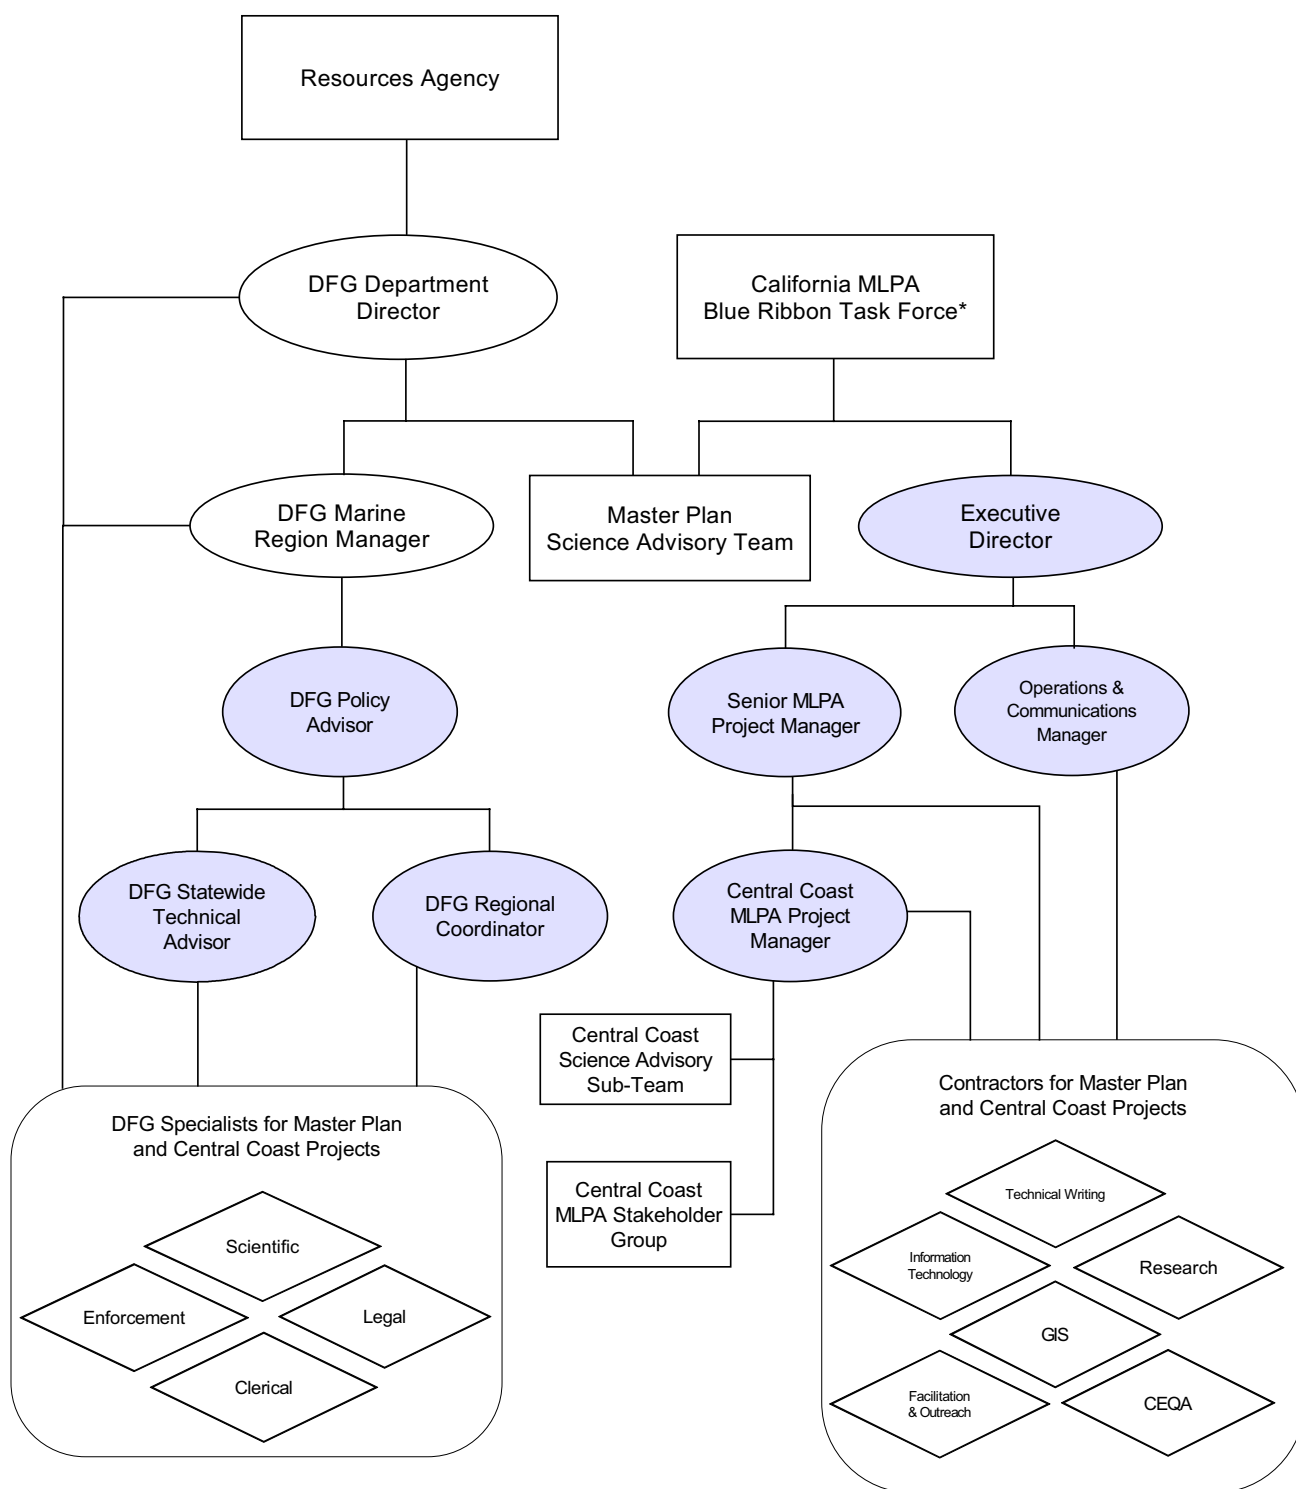 Resources Agency
DFG Department
Director
California MLPA
Blue Ribbon Task Force*
DFG Marine
Region Manager
Master Plan
Science Advisory Team
Executive
Director
DFG Policy
Advisor
Senior MLPA
Project Manager
Operations &
Communications
Manager
DFG Statewide
Technical
Advisor
DFG Regional
Coordinator
Central Coast
MLPA Project
Manager
Central Coast
Science Advisory
Sub-Team
Central Coast
MLPA Stakeholder
Group
DFG Specialists for Master Plan
and Central Coast Projects
Scientific
Enforcement
Legal
Clerical
Contractors for Master Plan
and Central Coast Projects
Technical Writing
Information
Technology
Research
GIS
Facilitation
& Outreach
CEQA